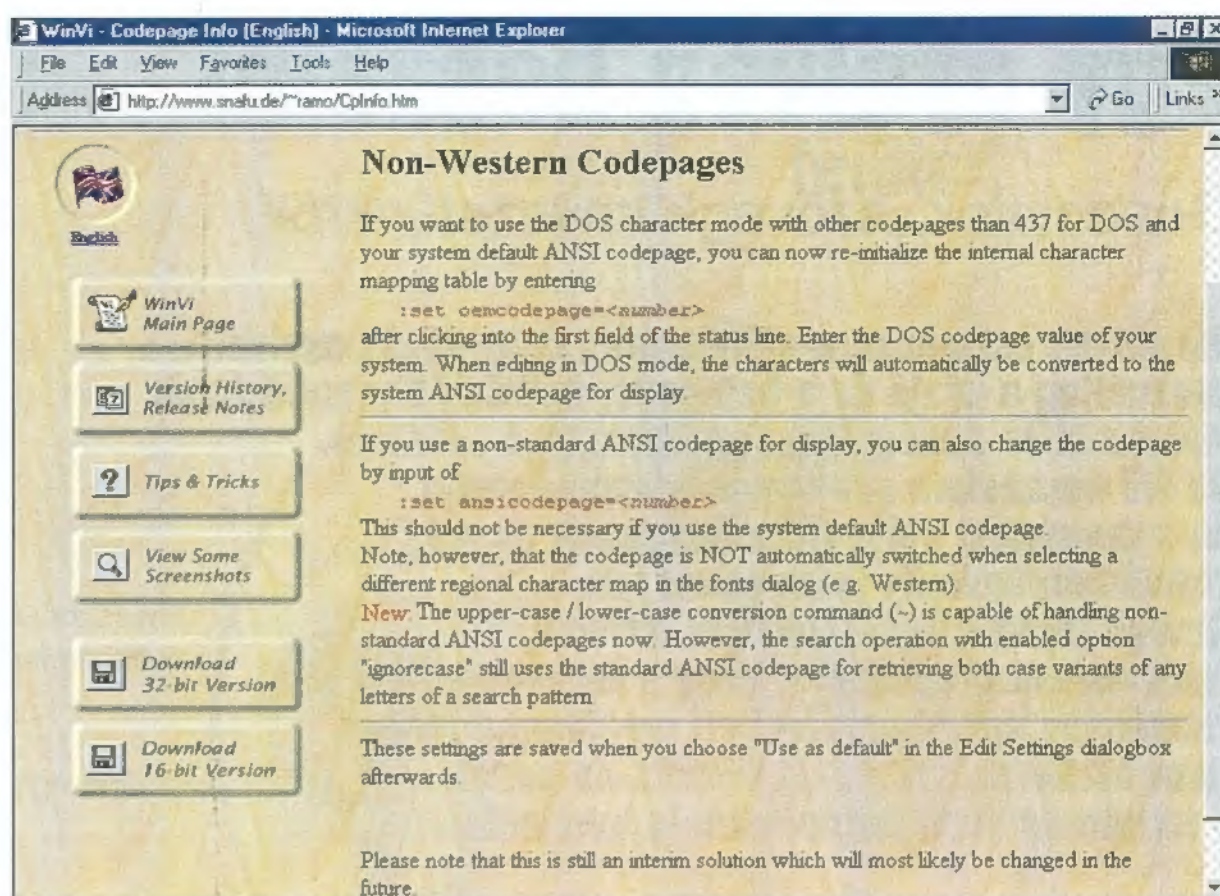 WinVi - Codepage Info (English) - Microsoft Internet Explorer
File Edit View Favorites Tools Help
Address http://www.snafu.de/~ramo/CpInfo.htm Go Links »
English
WinVi
Main Page
Version History,
Release Notes
Tips & Tricks
View Some
Screenshots
Download
32-bit Version
Download
16-bit Version
Non-Western Codepages
If you want to use the DOS character mode with other codepages than 437 for DOS and
your system default ANSI codepage, you can now re-initialize the internal character
mapping table by entering
:set oemcodepage=<number>
after clicking into the first field of the status line. Enter the DOS codepage value of your
system. When editing in DOS mode, the characters will automatically be converted to the
system ANSI codepage for display.
If you use a non-standard ANSI codepage for display, you can also change the codepage
by input of
:set ansicodepage=<number>
This should not be necessary if you use the system default ANSI codepage.
Note, however, that the codepage is NOT automatically switched when selecting a
different regional character map in the fonts dialog (e.g. Western).
New: The upper-case / lower-case conversion command (~) is capable of handling non-
standard ANSI codepages now. However, the search operation with enabled option
"ignorecase" still uses the standard ANSI codepage for retrieving both case variants of any
letters of a search pattern.
These settings are saved when you choose "Use as default" in the Edit Settings dialogbox
afterwards.
Please note that this is still an interim solution which will most likely be changed in the
future.